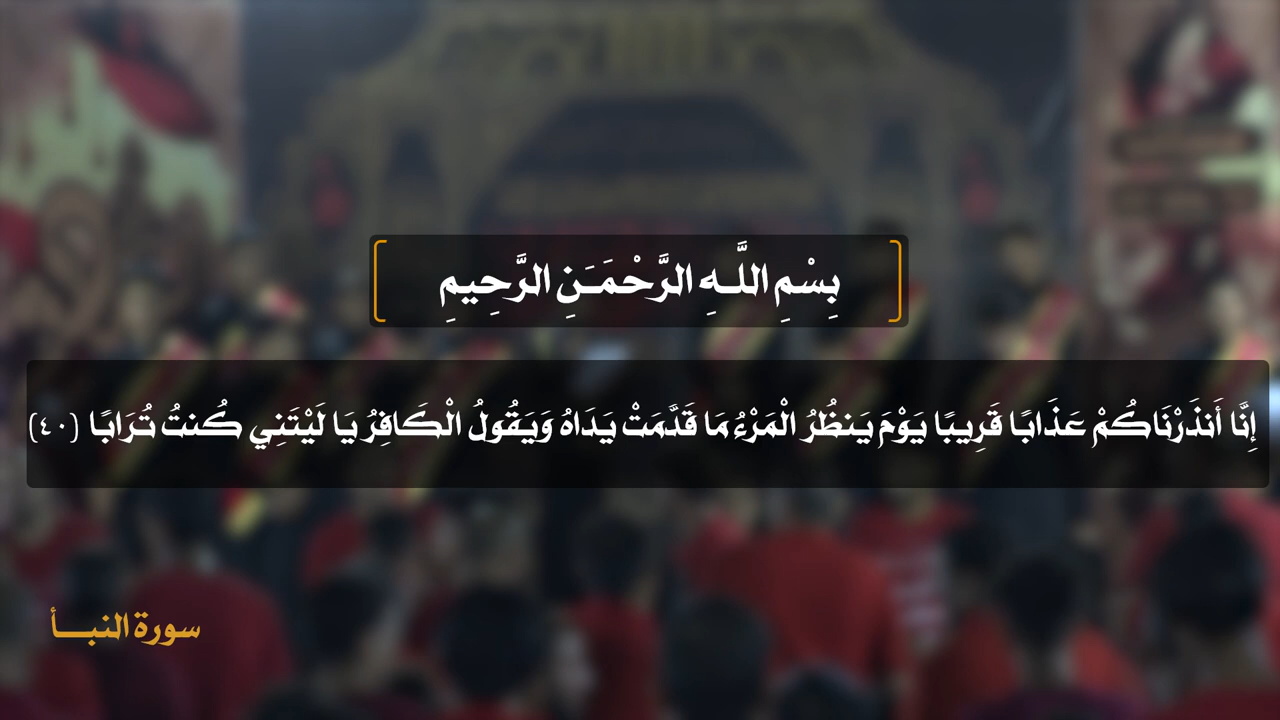 بِسْمِ اللَّـهِ الرَّحْمَـٰنِ الرَّحِيمِ
إِنَّا أَنذَرْنَاكُمْ عَذَابًا قَرِيبًا يَوْمَ يَنظُرُ الْمَرْءُ مَا قَدَّمَتْ يَدَاهُ وَيَقُولُ الْكَافِرُ يَا لَيْتَنِي كُنتُ تُرَابًا (٤٠)
سورة النبـــأ